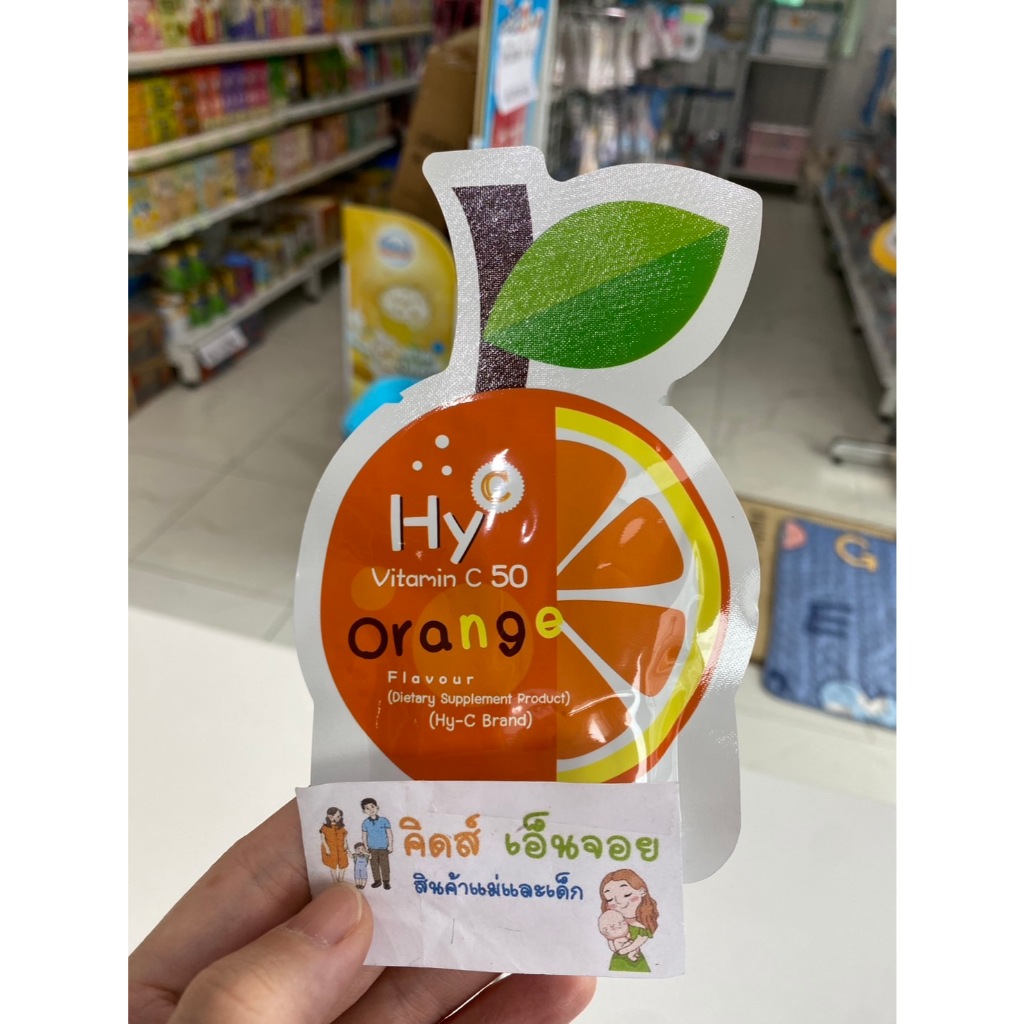 C
Hy
Vitamin C 50
Orange
Flavour
(Dietary Supplement Product)
(Hy-C Brand)
คิดส์ เอ็นจอย
สินค้าแม่และเด็ก